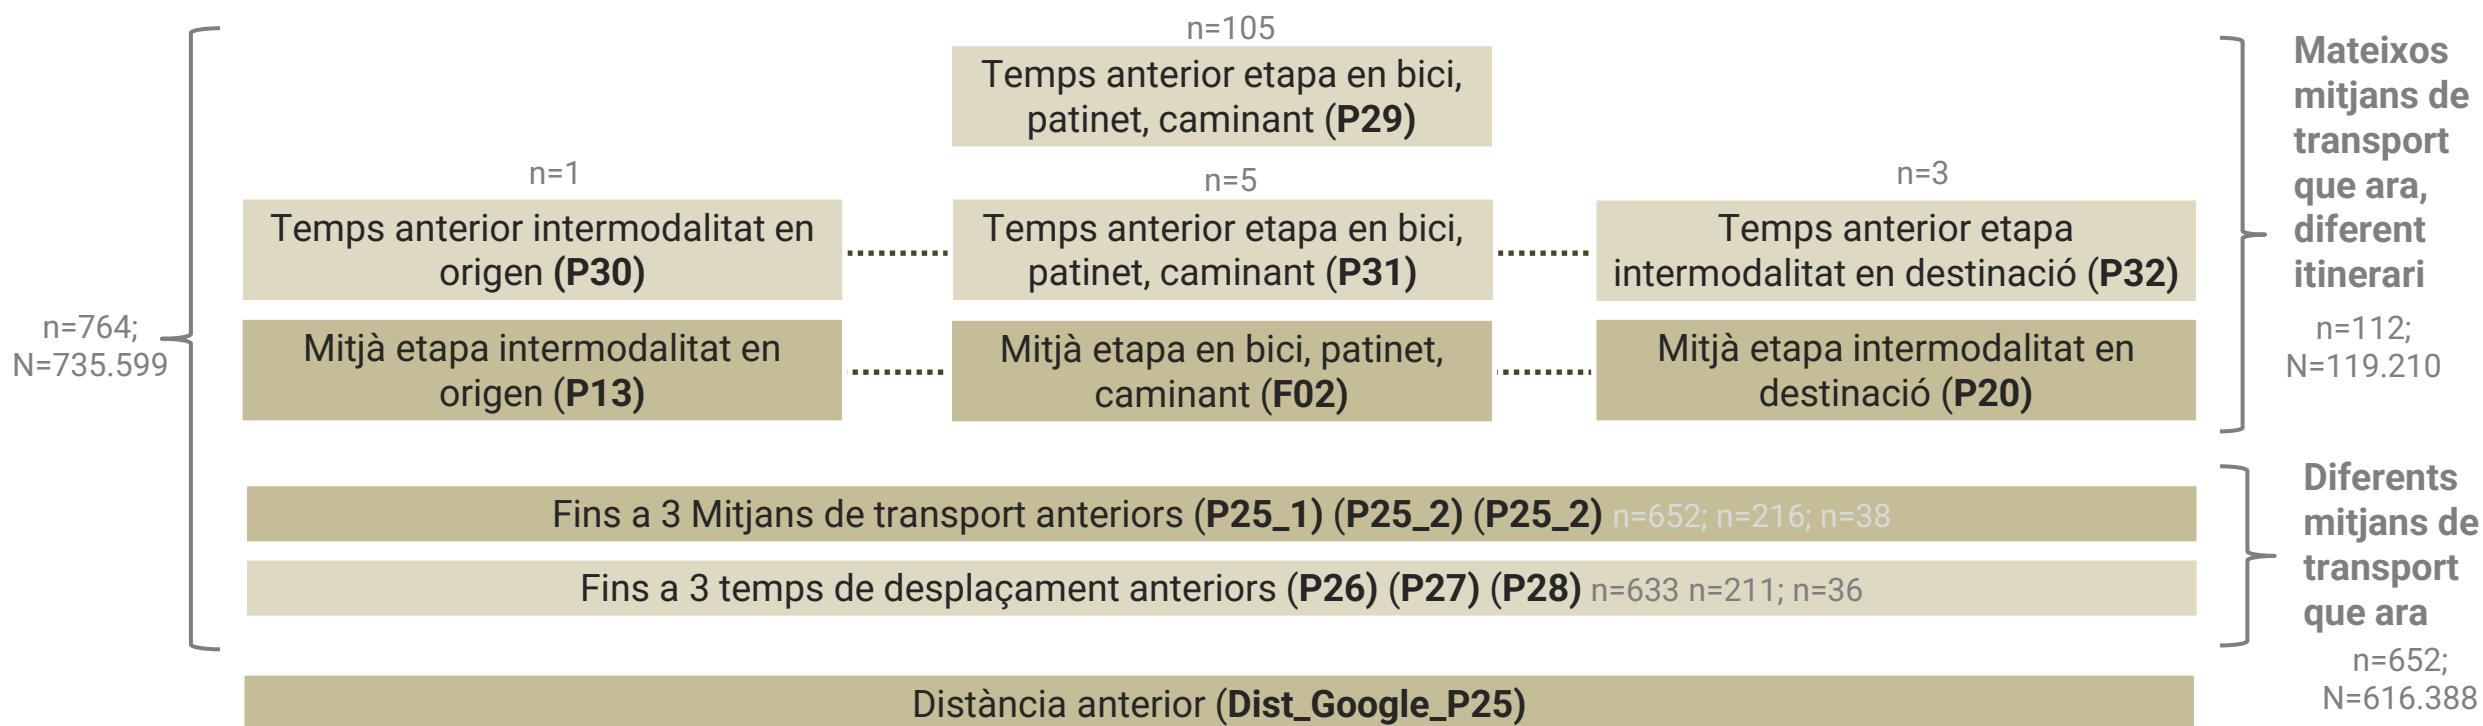 n=105
Temps anterior etapa en bici,
patinet, caminant (P29)
n=1
n=5
n=3
Temps anterior intermodalitat en
origen (P30)
Temps anterior etapa en bici,
patinet, caminant (P31)
Temps anterior etapa
intermodalitat en destinació (P32)
Mitjà etapa intermodalitat en
origen (P13)
Mitjà etapa en bici, patinet,
caminant (F02)
Mitjà etapa intermodalitat en
destinació (P20)
n=764;
N=735.599
Mateixos
mitjans de
transport
que ara,
diferent
itinerari
n=112;
N=119.210
Fins a 3 Mitjans de transport anteriors (P25_1) (P25_2) (P25_2) n=652; n=216; n=38
Fins a 3 temps de desplaçament anteriors (P26) (P27) (P28) n=633 n=211; n=36
Diferents
mitjans de
transport
que ara
n=652;
N=616.388
Distància anterior (Dist_Google_P25)